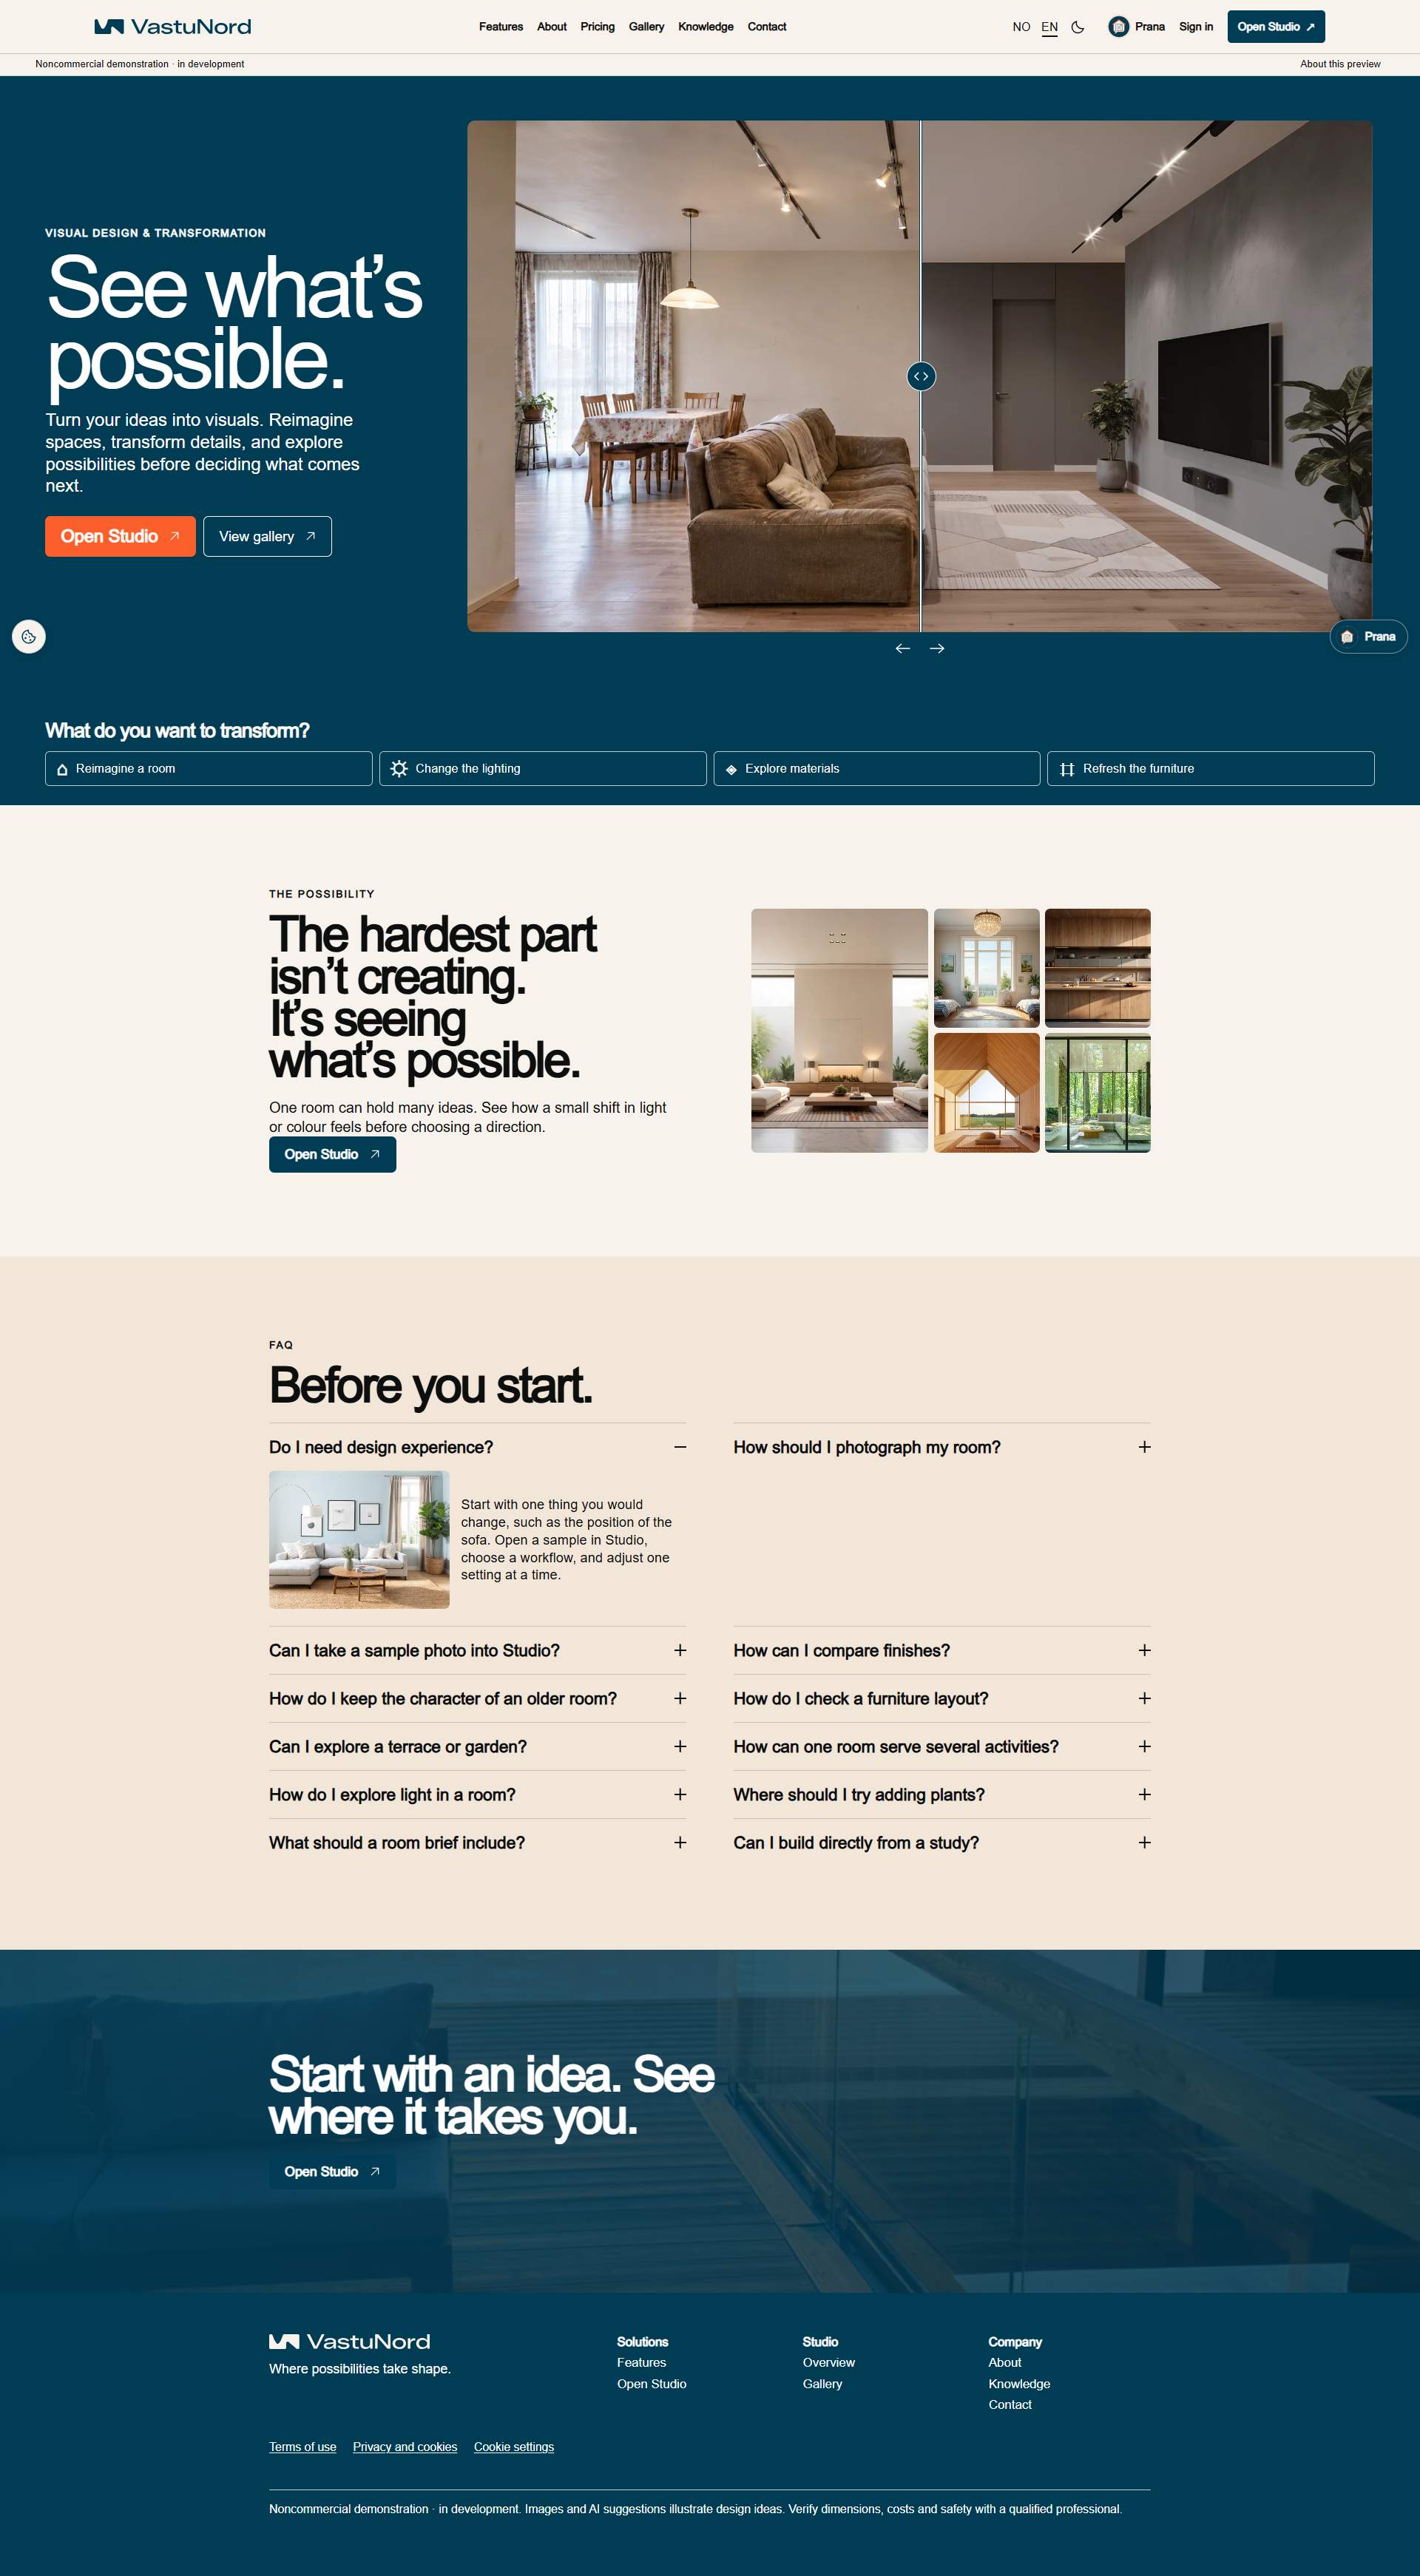 VastuNord
Features About Pricing Gallery Knowledge Contact
NO EN Prana Sign in Open Studio ↗
Noncommercial demonstration · in development
About this preview
VISUAL DESIGN & TRANSFORMATION
See what’s
possible.
Turn your ideas into visuals. Reimagine
spaces, transform details, and explore
possibilities before deciding what comes
next.
Open Studio
View gallery
Prana
What do you want to transform?
Reimagine a room
Change the lighting
Explore materials
Refresh the furniture
THE POSSIBILITY
The hardest part
isn’t creating.
It’s seeing
what’s possible.
One room can hold many ideas. See how a small shift in light
or colour feels before choosing a direction.
Open Studio
FAQ
Before you start.
Do I need design experience?
Start with one thing you would
change, such as the position of the
sofa. Open a sample in Studio,
choose a workflow, and adjust one
setting at a time.
How should I photograph my room?
Can I take a sample photo into Studio?
How can I compare finishes?
How do I keep the character of an older room?
How do I check a furniture layout?
Can I explore a terrace or garden?
How can one room serve several activities?
How do I explore light in a room?
Where should I try adding plants?
What should a room brief include?
Can I build directly from a study?
Start with an idea. See
where it takes you.
Open Studio
VastuNord
Where possibilities take shape.
Solutions
Features
Open Studio
Studio
Overview
Gallery
Company
About
Knowledge
Contact
Terms of use Privacy and cookies Cookie settings
Noncommercial demonstration · in development. Images and AI suggestions illustrate design ideas. Verify dimensions, costs and safety with a qualified professional.